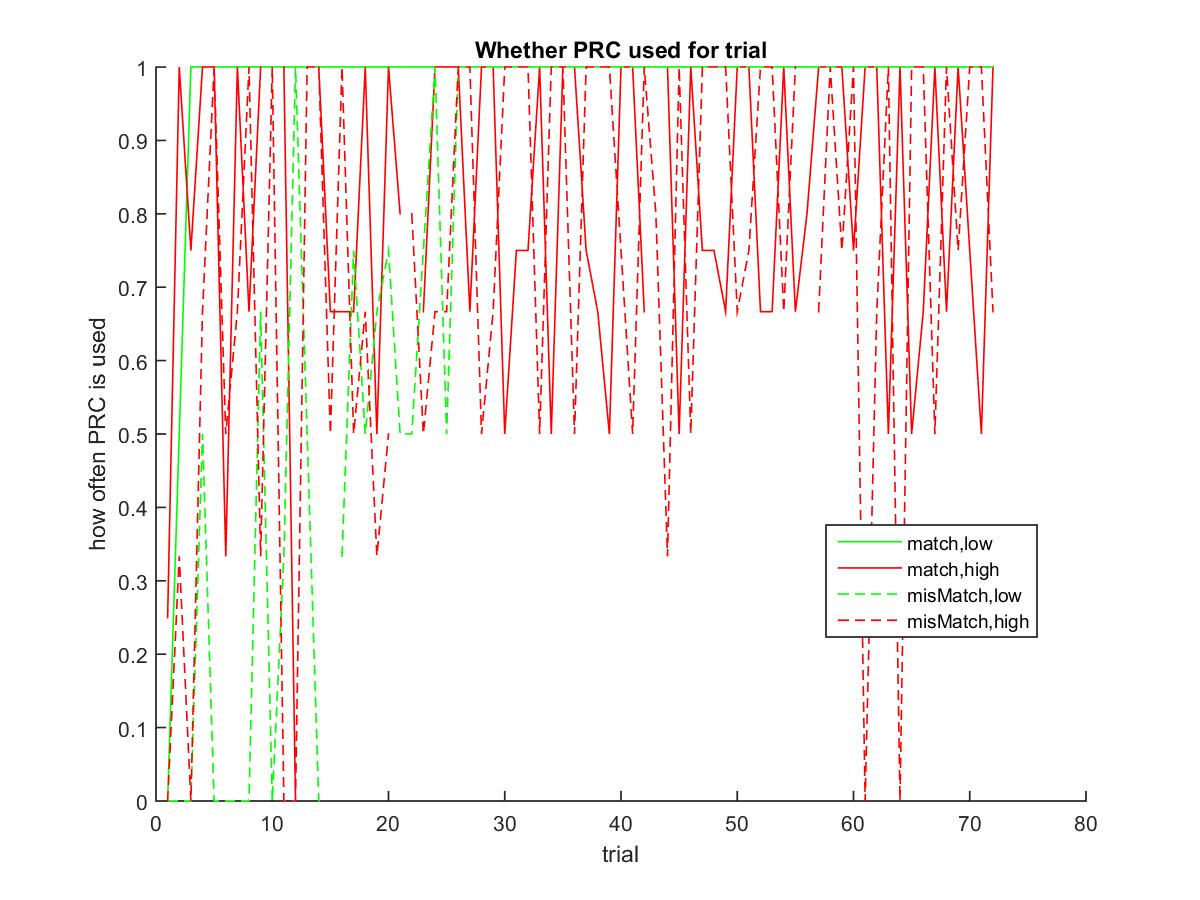 Whether PRC used for trial
how often PRC is used
1
0.9
0.8
0.7
0.6
0.5
0.4
0.3
0.2
0.1
0
0 10 20 30 40 50 60 70 80
trial
match,low
match,high
misMatch,low
misMatch,high